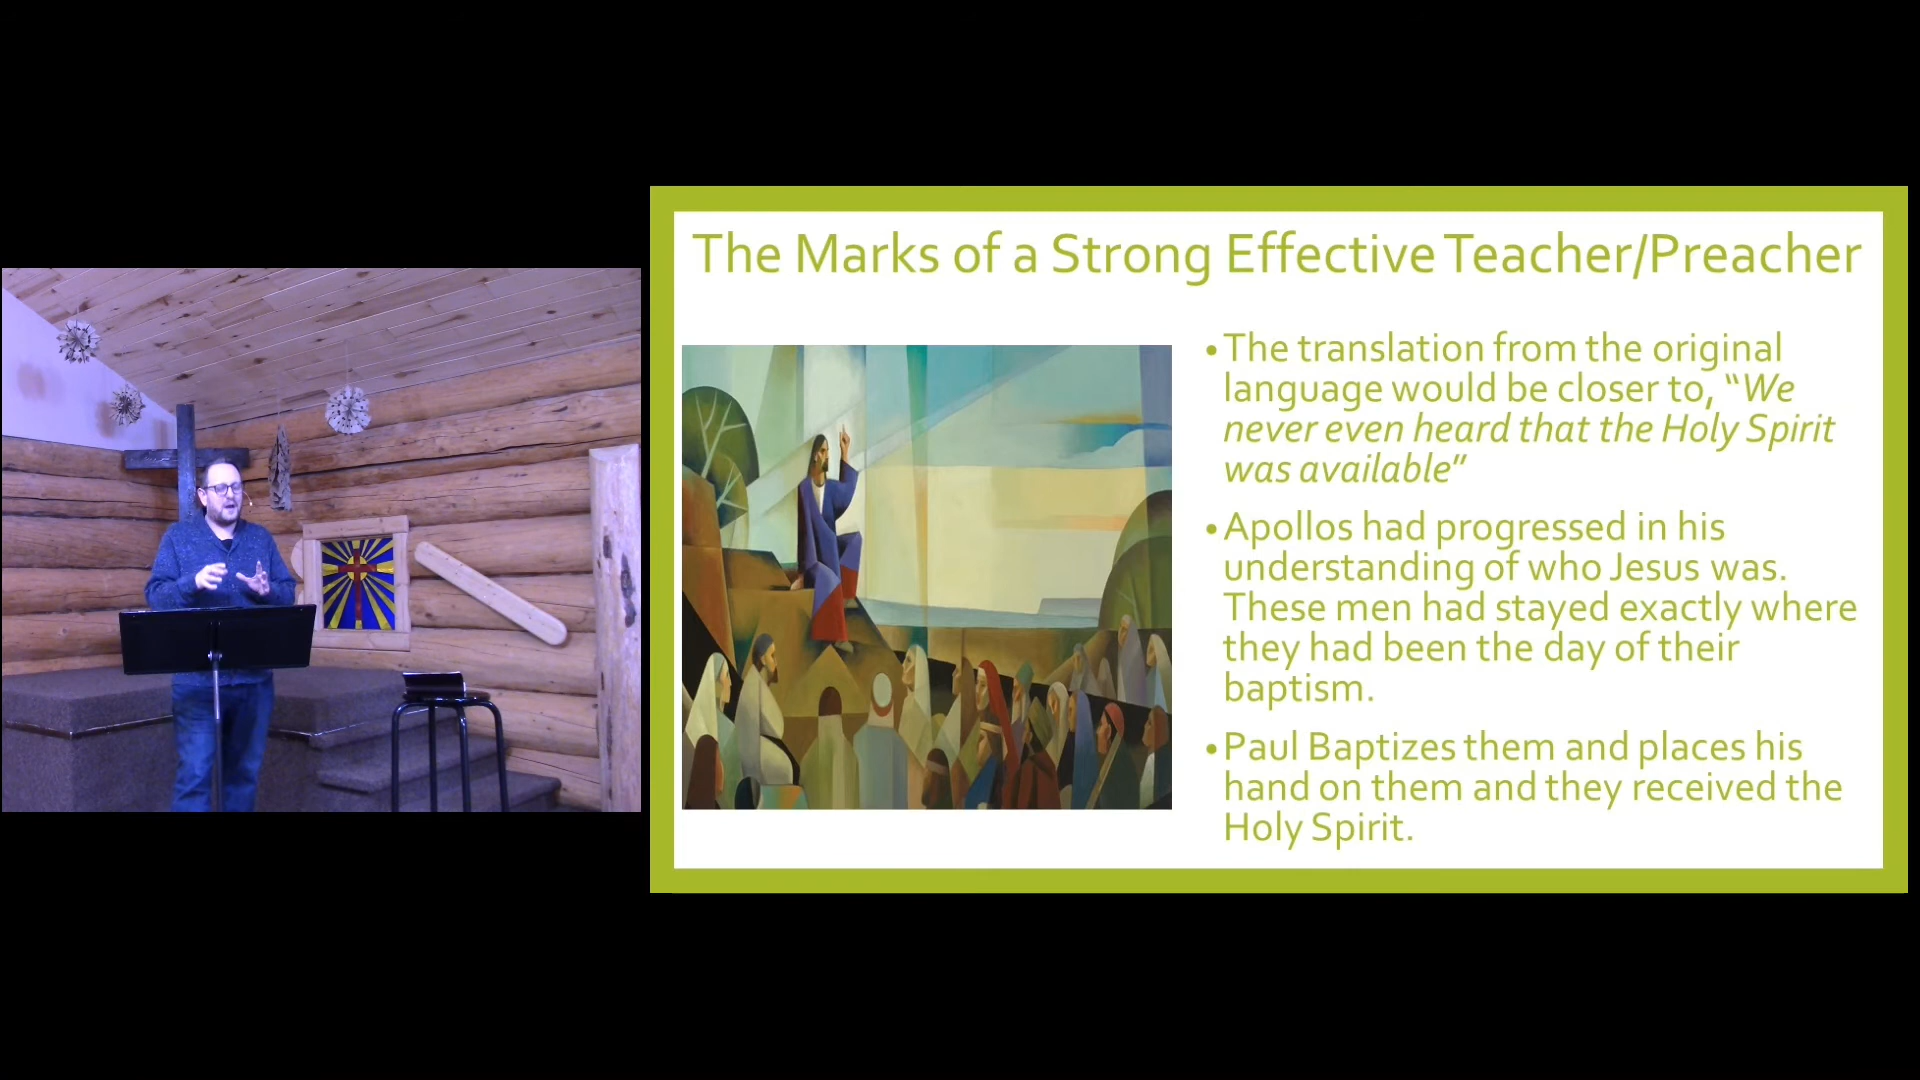 The Marks of a Strong Effective Teacher/Preacher
•The translation from the original
language would be closer to, “We
never even heard that the Holy Spirit
was available”
•Apollos had progressed in his
understanding of who Jesus was.
These men had stayed exactly where
they had been the day of their
baptism.
•Paul Baptizes them and places his
hand on them and they received the
Holy Spirit.